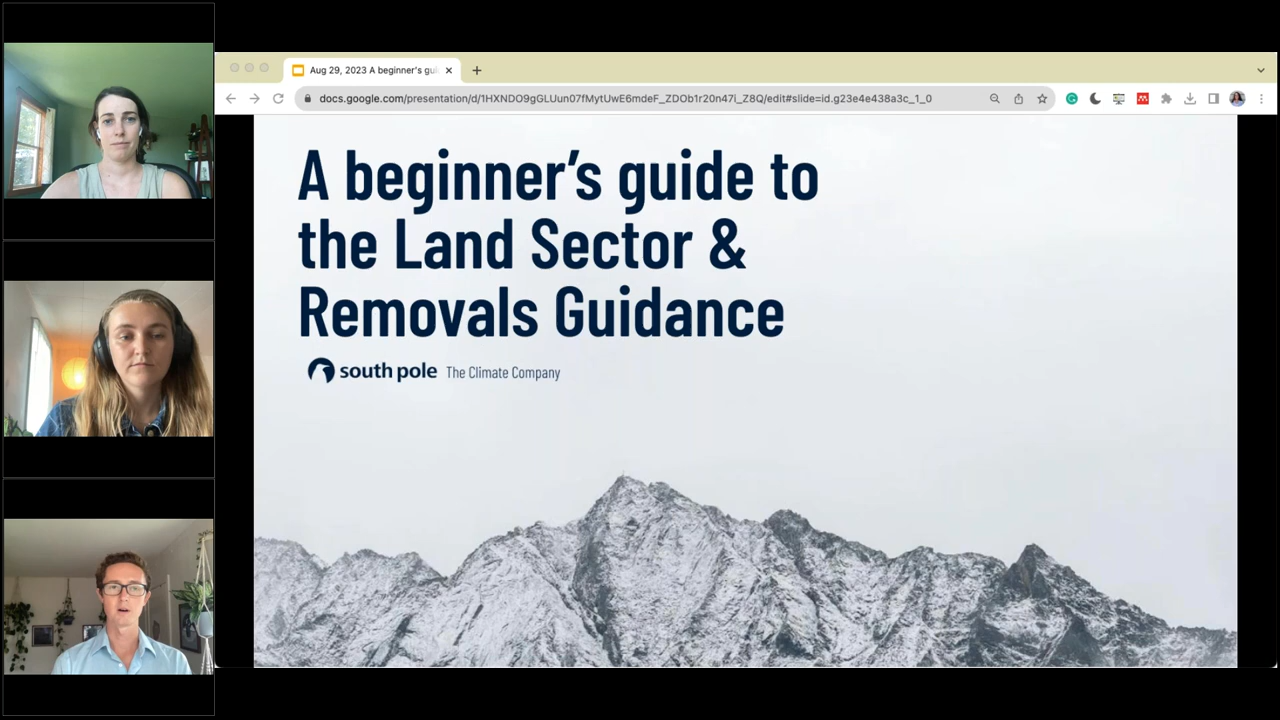 Aug 29, 2023 A beginner's gui
docs.google.com/presentation/d/1HXNDO9gGLUun07fMytUwE6mdeF_ZDOb1r20n47i_Z8Q/edit#slide=id.g23e4e438a3c_1_0
A beginner's guide to
the Land Sector &
Removals Guidance
south pole The Climate Company